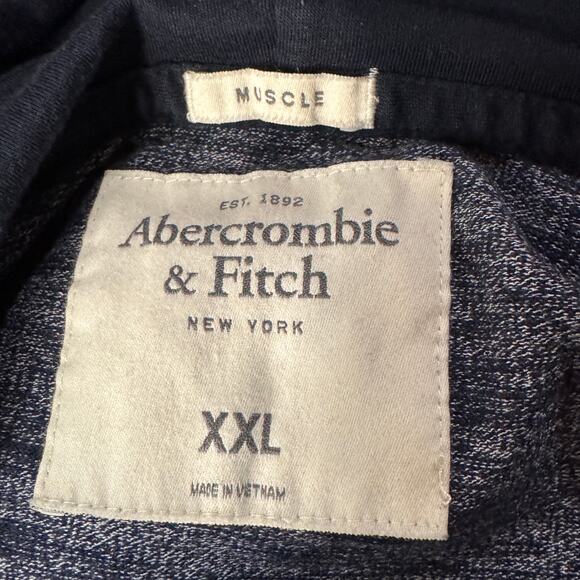 MUSCLE
EST. 1892
Abercrombie
& Fitch
NEW YORK
XXL
MADE IN VIETNAM